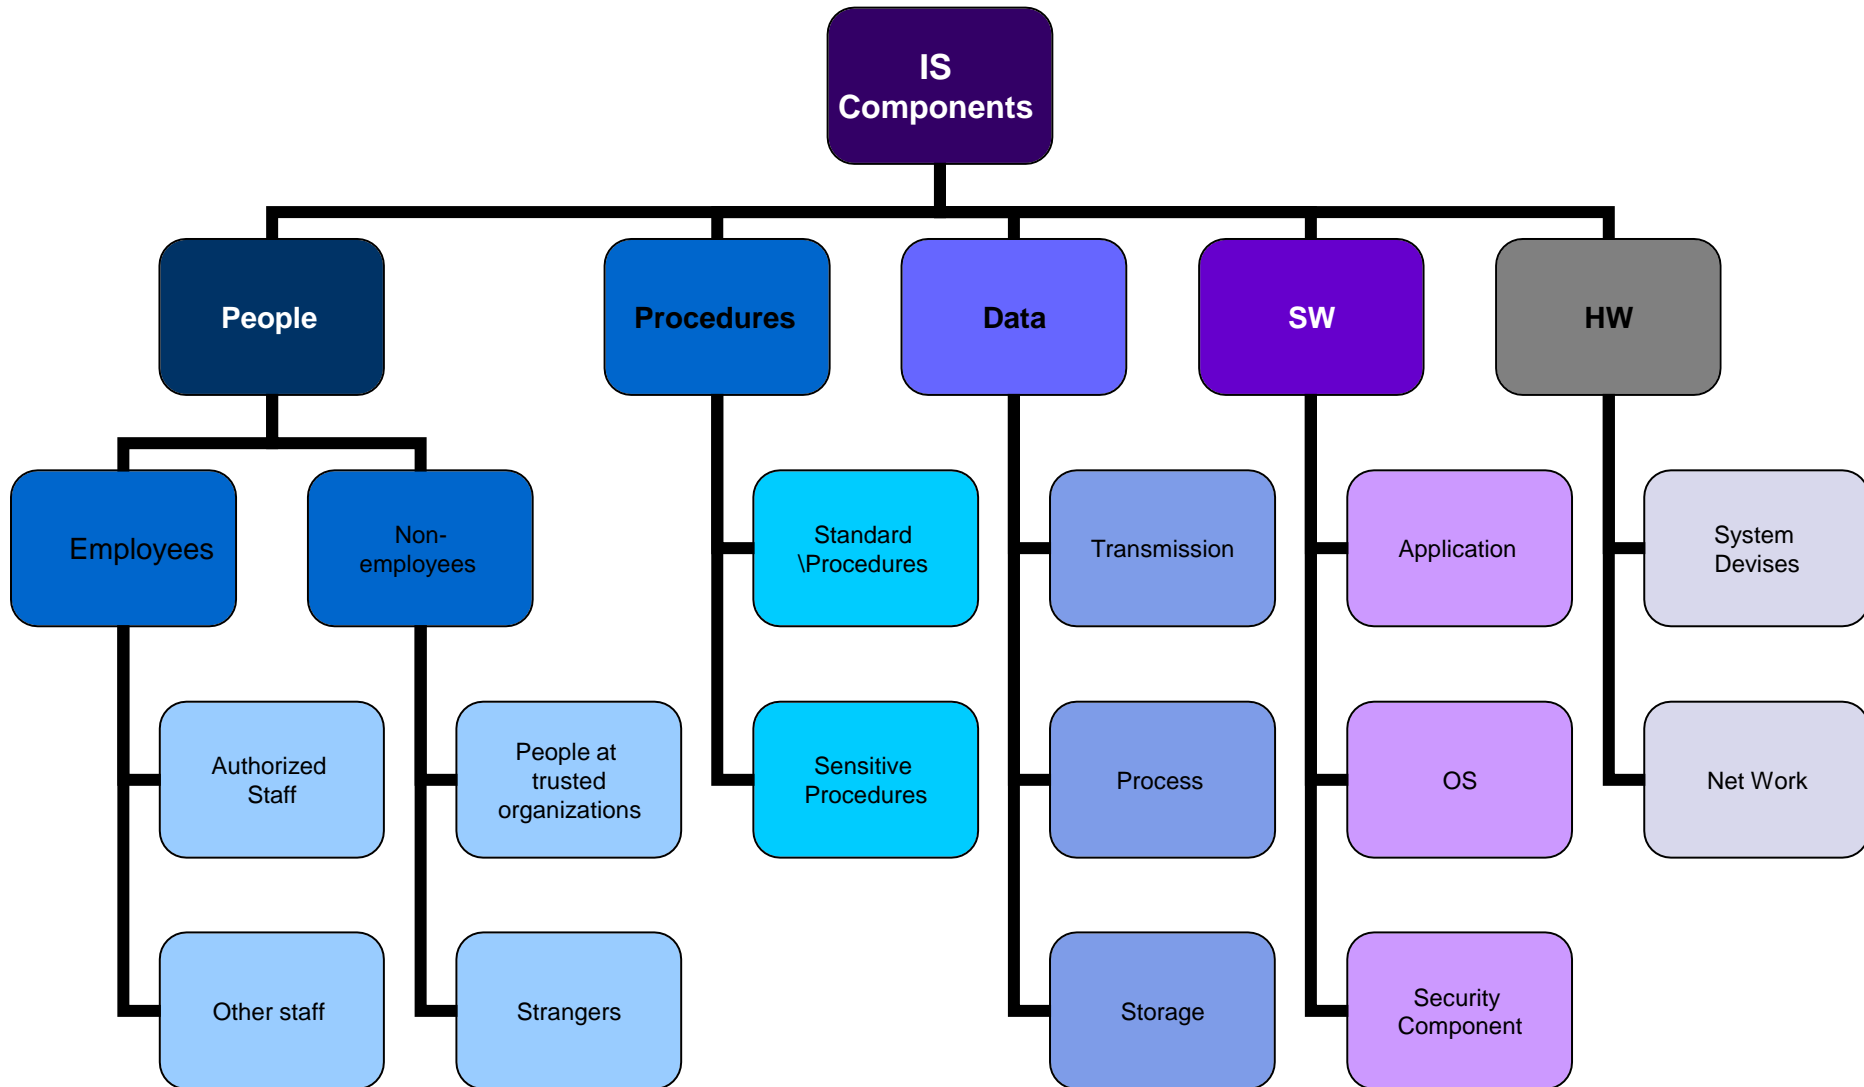 IS
Components
People
Procedures
Data
SW
HW
Employees
Non-
employees
Standard
\Procedures
Transmission
Application
System
Devises
Authorized
Staff
People at
trusted
organizations
Sensitive
Procedures
Process
OS
Net Work
Other staff
Strangers
Storage
Security
Component